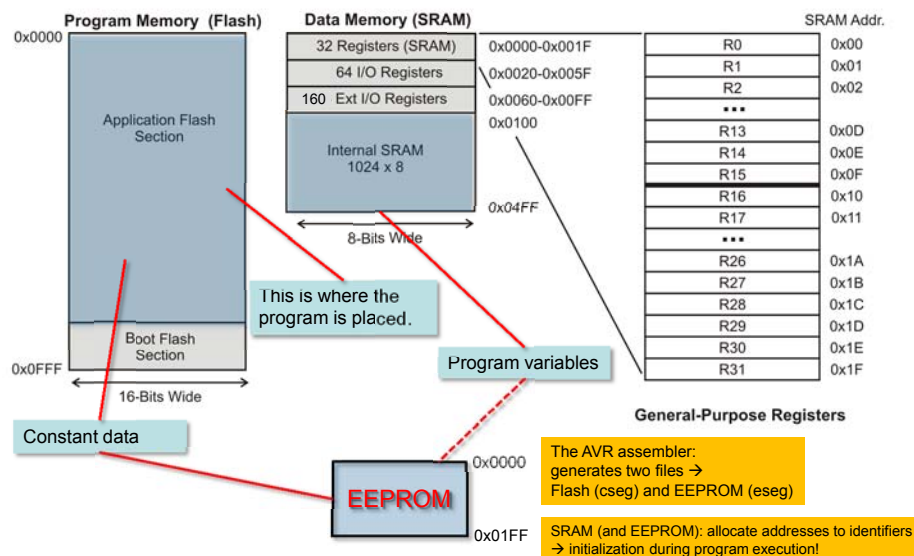 Program Memory (Flash)
0x0000
Application Flash
Section
Boot Flash
Section
0x0FFF
16-Bits Wide
Data Memory (SRAM)
32 Registers (SRAM)
0x0000-0x001F
64 I/O Registers
0x0020-0x005F
160 Ext I/O Registers
0x0060-0x00FF
0x0100
Internal SRAM
1024 x 8
0x04FF
8-Bits Wide
SRAM Addr.
R0 0x00
R1 0x01
R2 0x02
...
R13 0x0D
R14 0x0E
R15 0x0F
R16 0x10
R17 0x11
...
R26 0x1A
R27 0x1B
R28 0x1C
R29 0x1D
R30 0x1E
R31 0x1F
General-Purpose Registers
This is where the
program is placed.
Program variables
Constant data
0x0000
EEPROM
0x01FF
The AVR assembler:
generates two files →
Flash (cseg) and EEPROM (eseg)
SRAM (and EEPROM): allocate addresses to identifiers
→ initialization during program execution!